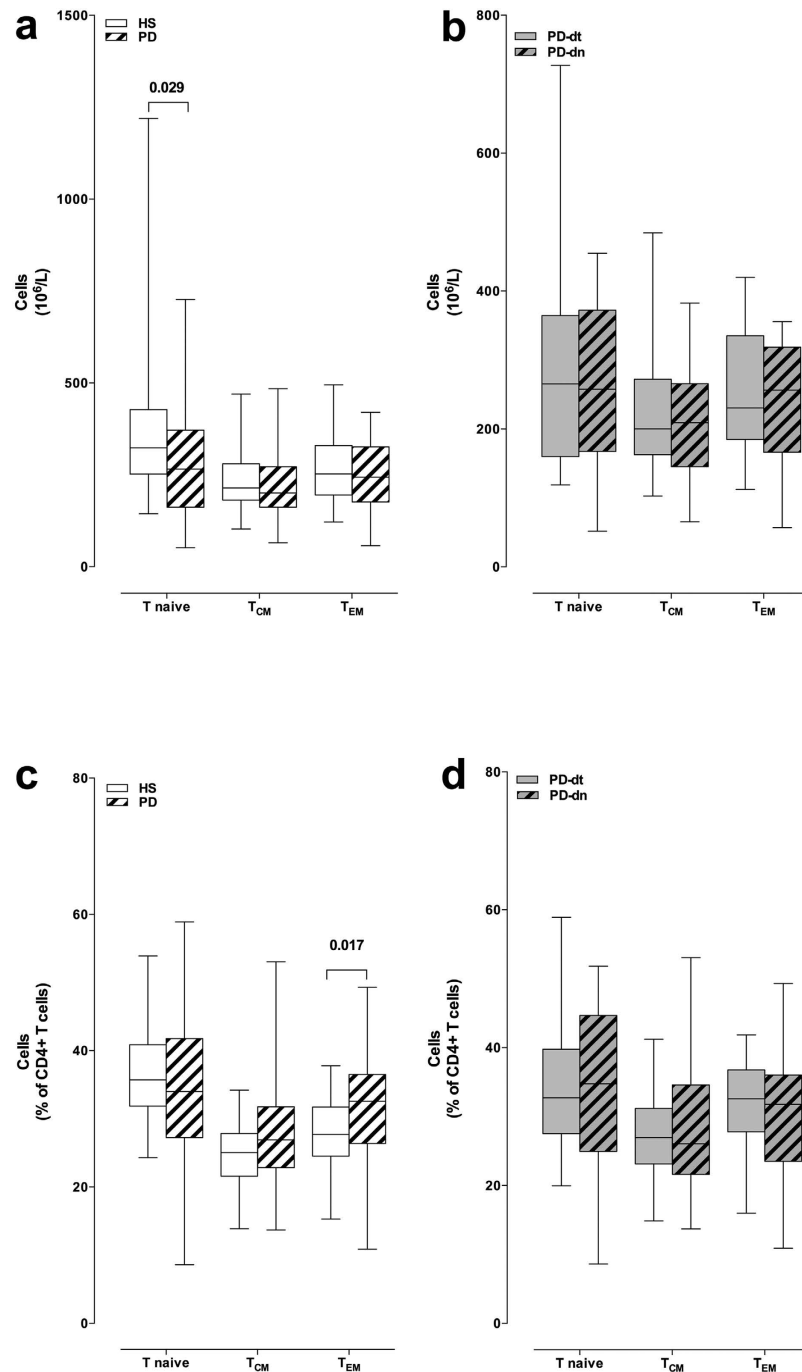 a
HS
PD
1500
1000
500
0
0.029
Cells
(10⁶/L)
T naive
T_CM
T_EM
b
PD-dt
PD-dn
800
600
400
200
0
Cells
(10⁶/L)
T naive
T_CM
T_EM
c
HS
PD
80
60
40
20
0
0.017
Cells
(% of CD4+ T cells)
T naive
T_CM
T_EM
d
PD-dt
PD-dn
80
60
40
20
0
Cells
(% of CD4+ T cells)
T naive
T_CM
T_EM